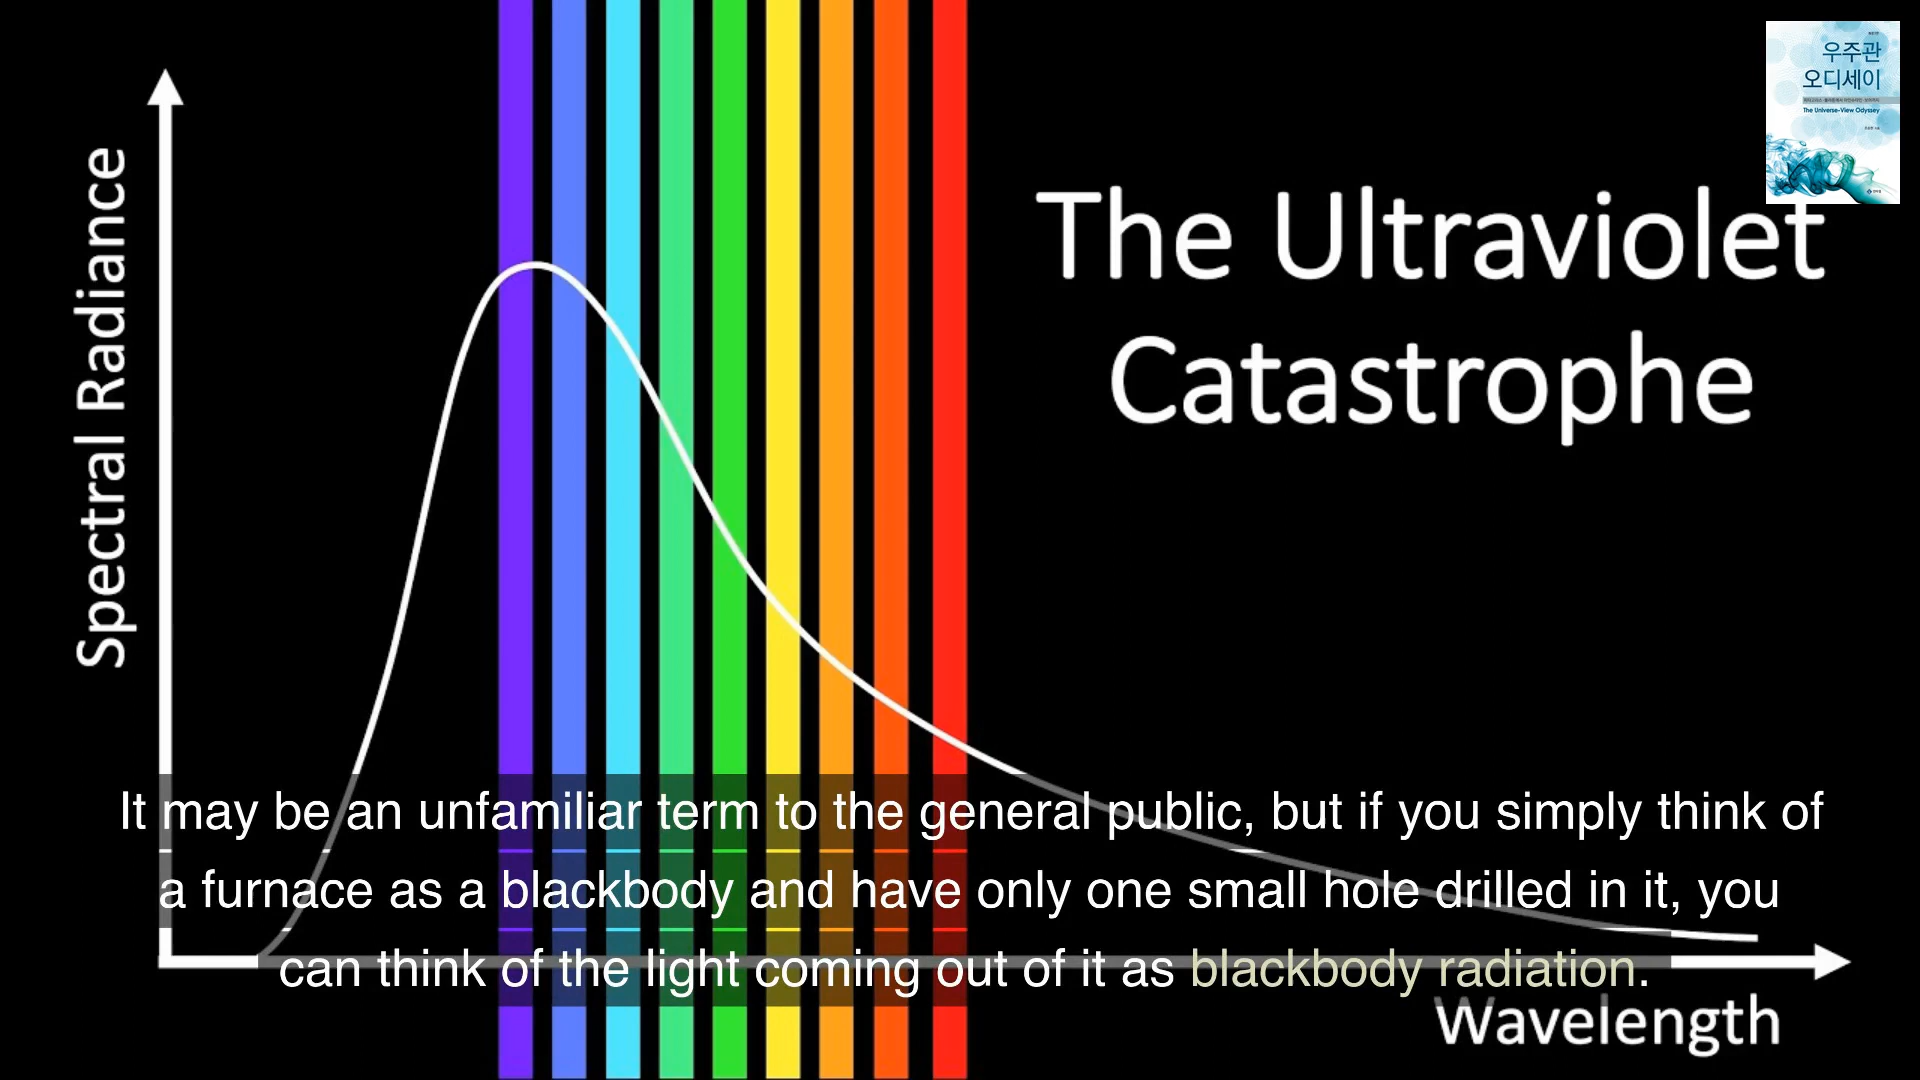 우주관
오디세이
The Universe-View Odyssey
The Ultraviolet
Catastrophe
Spectral Radiance
It may be an unfamiliar term to the general public, but if you simply think of
a furnace as a blackbody and have only one small hole drilled in it, you
can think of the light coming out of it as blackbody radiation.
Wavelength